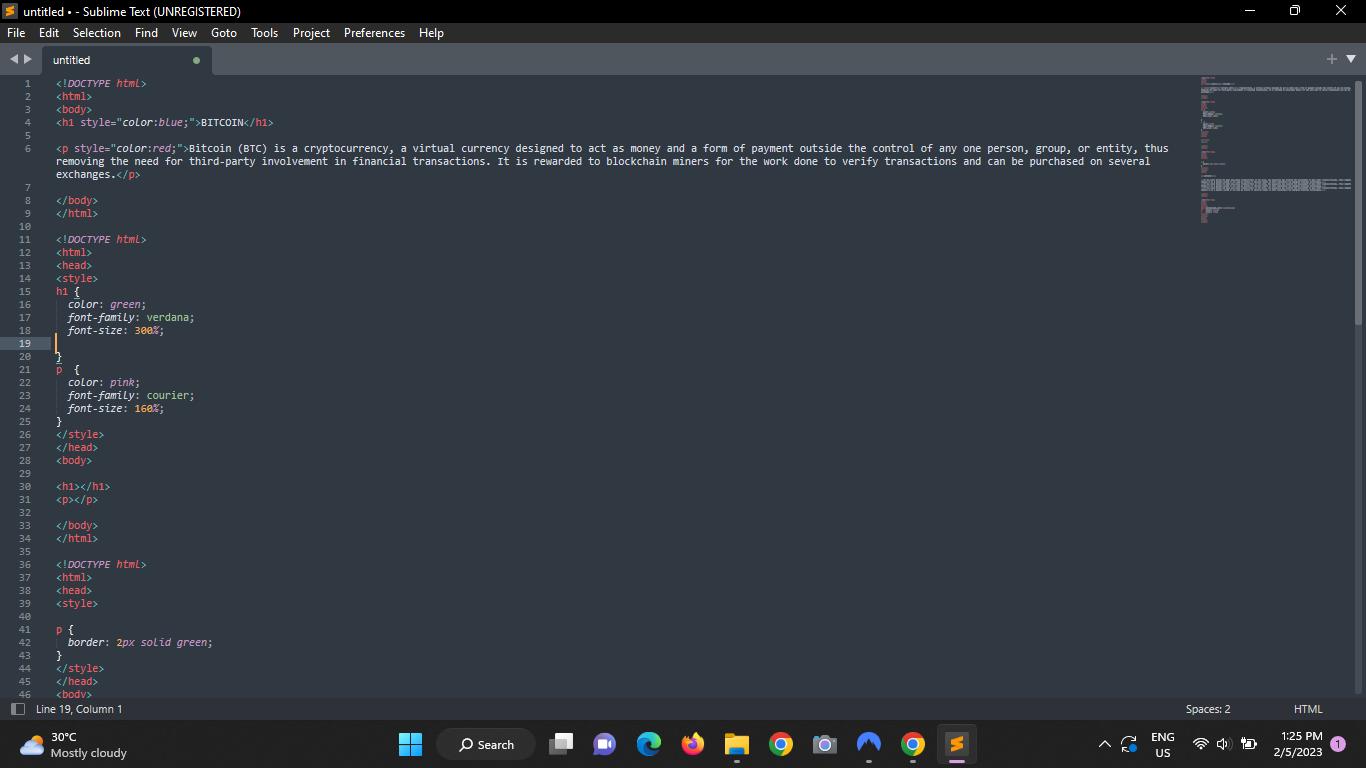 untitled • - Sublime Text (UNREGISTERED)
File Edit Selection Find View Goto Tools Project Preferences Help
untitled
1 <!DOCTYPE html>
2 <html>
3 <body>
4 <h1 style="color:blue;">BITCOIN</h1>
5
6 <p style="color:red;">Bitcoin (BTC) is a cryptocurrency, a virtual currency designed to act as money and a form of payment outside the control of any one person, group, or entity, thus
removing the need for third-party involvement in financial transactions. It is rewarded to blockchain miners for the work done to verify transactions and can be purchased on several
exchanges.</p>
7
8 </body>
9 </html>
10
11 <!DOCTYPE html>
12 <html>
13 <head>
14 <style>
15 h1 {
16 color: green;
17 font-family: verdana;
18 font-size: 300%;
19
20 }
21 p {
22 color: pink;
23 font-family: courier;
24 font-size: 160%;
25 }
26 </style>
27 </head>
28 <body>
29
30 <h1></h1>
31 <p></p>
32
33 </body>
34 </html>
35
36 <!DOCTYPE html>
37 <html>
38 <head>
39 <style>
40
41 p {
42 border: 2px solid green;
43 }
44 </style>
45 </head>
46 <body>
Line 19, Column 1 Spaces: 2 HTML
30°C
Mostly cloudy
Search
ENG
US
1:25 PM
2/5/2023
1